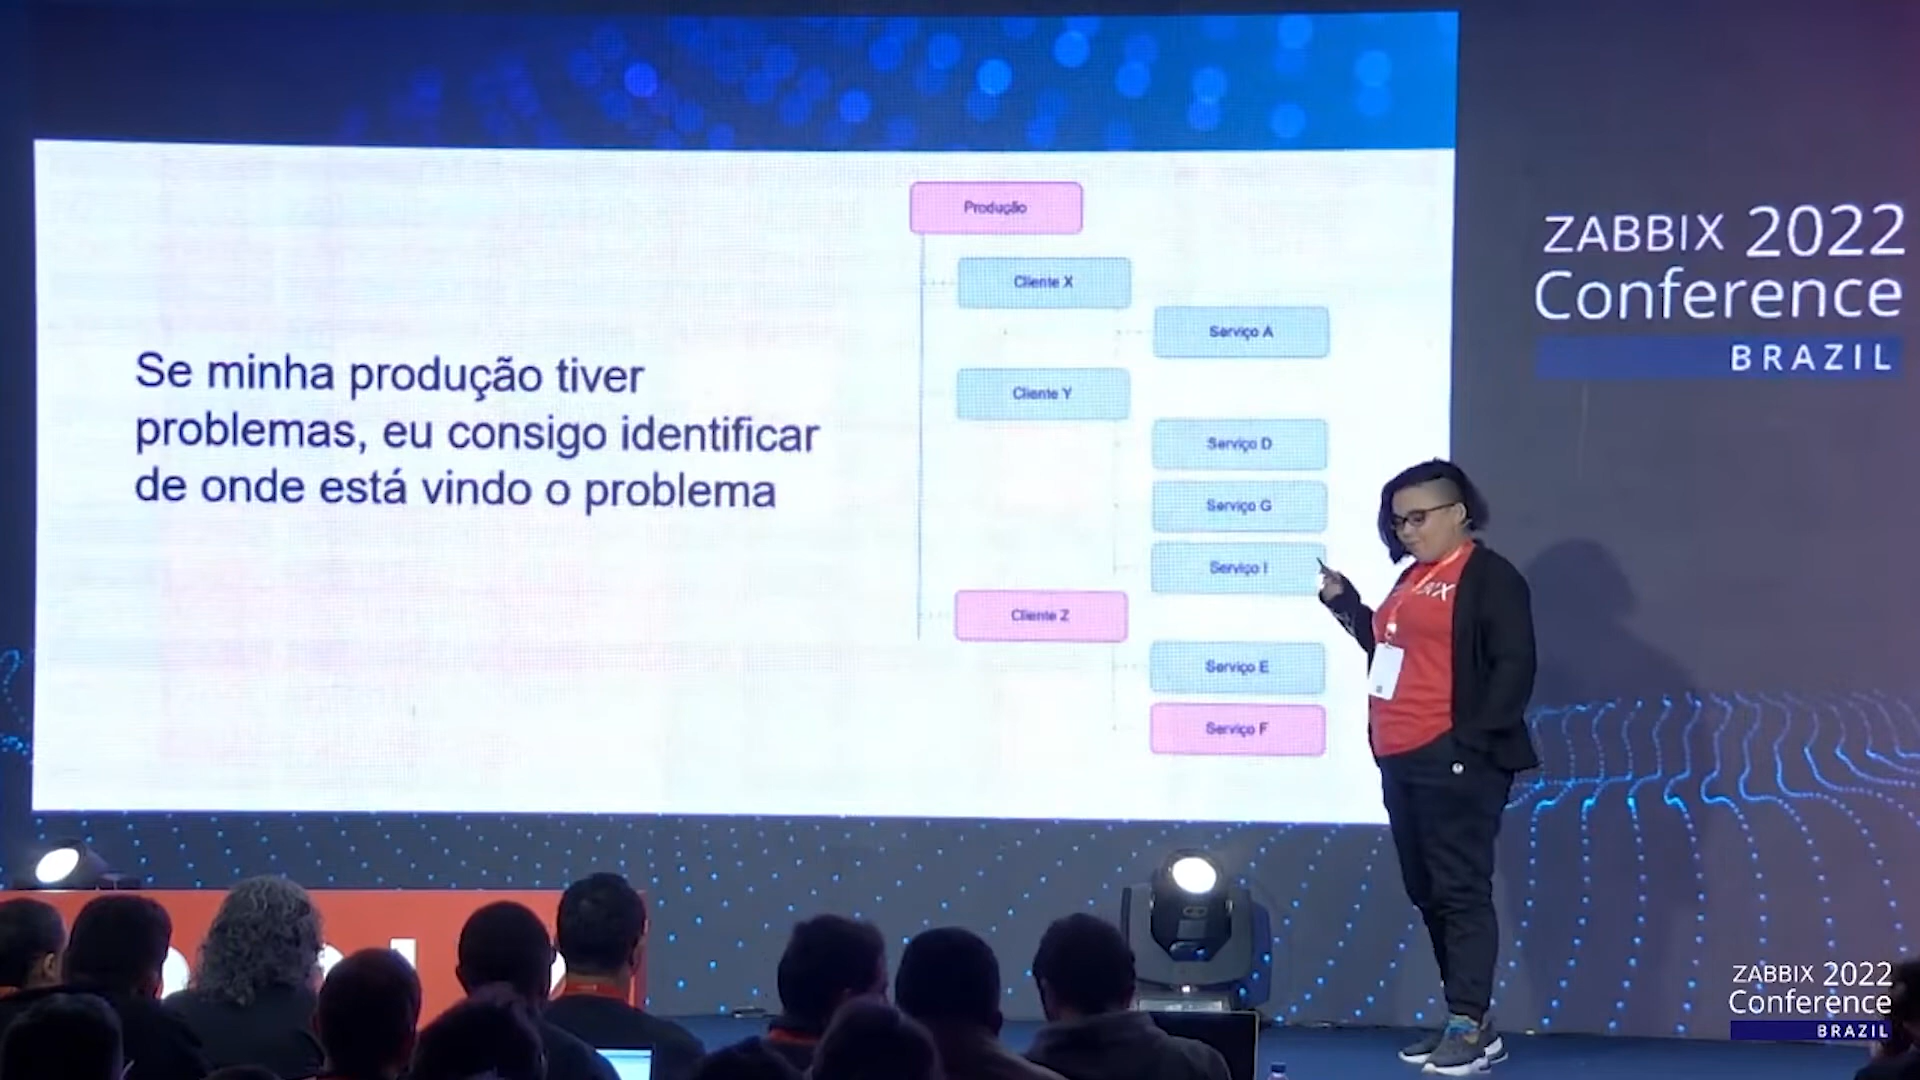 Produção
Cliente X
Serviço A
Cliente Y
Serviço D
Serviço G
Serviço I
Cliente Z
Serviço E
Serviço F
Se minha produção tiver
problemas, eu consigo identificar
de onde está vindo o problema
ZABBIX 2022
Conference
BRAZIL
ZABBIX 2022
Conference
BRAZIL